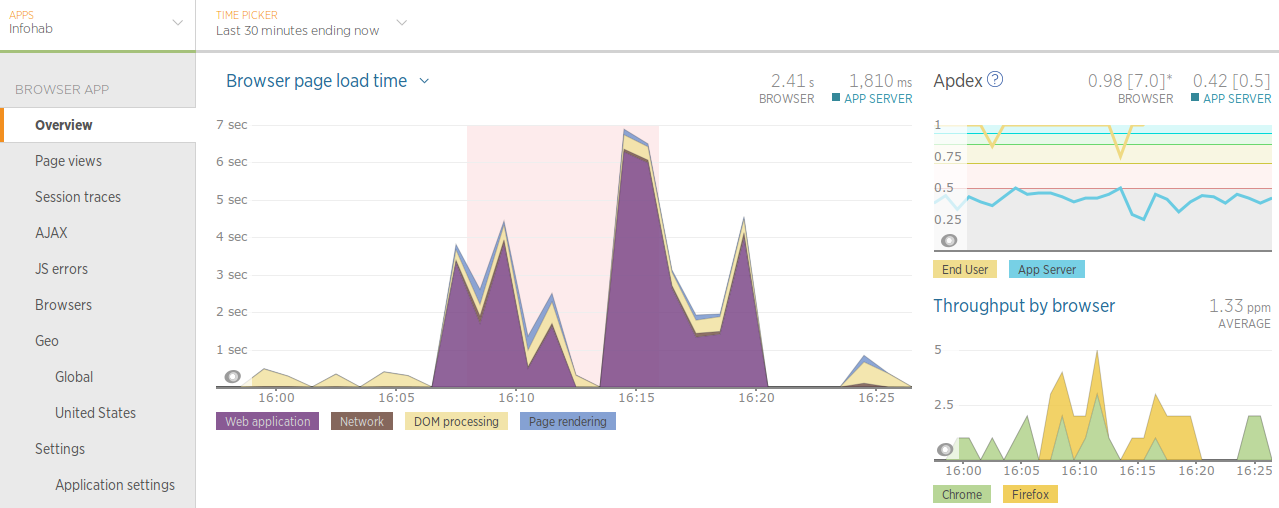 APPS
Infohab
TIME PICKER
Last 30 minutes ending now
BROWSER APP
Overview
Page views
Session traces
AJAX
JS errors
Browsers
Geo
Global
United States
Settings
Application settings
Browser page load time
2.41 s
BROWSER
1,810 ms
APP SERVER
7 sec
6 sec
5 sec
4 sec
3 sec
2 sec
1 sec
16:00 16:05 16:10 16:15 16:20 16:25
Web application Network DOM processing Page rendering
Apdex ?
0.98 [7.0]*
BROWSER
0.42 [0.5]
APP SERVER
1
0.75
0.5
0.25
End User App Server
Throughput by browser
1.33 ppm
AVERAGE
5
2.5
16:00 16:05 16:10 16:15 16:20 16:25
Chrome Firefox